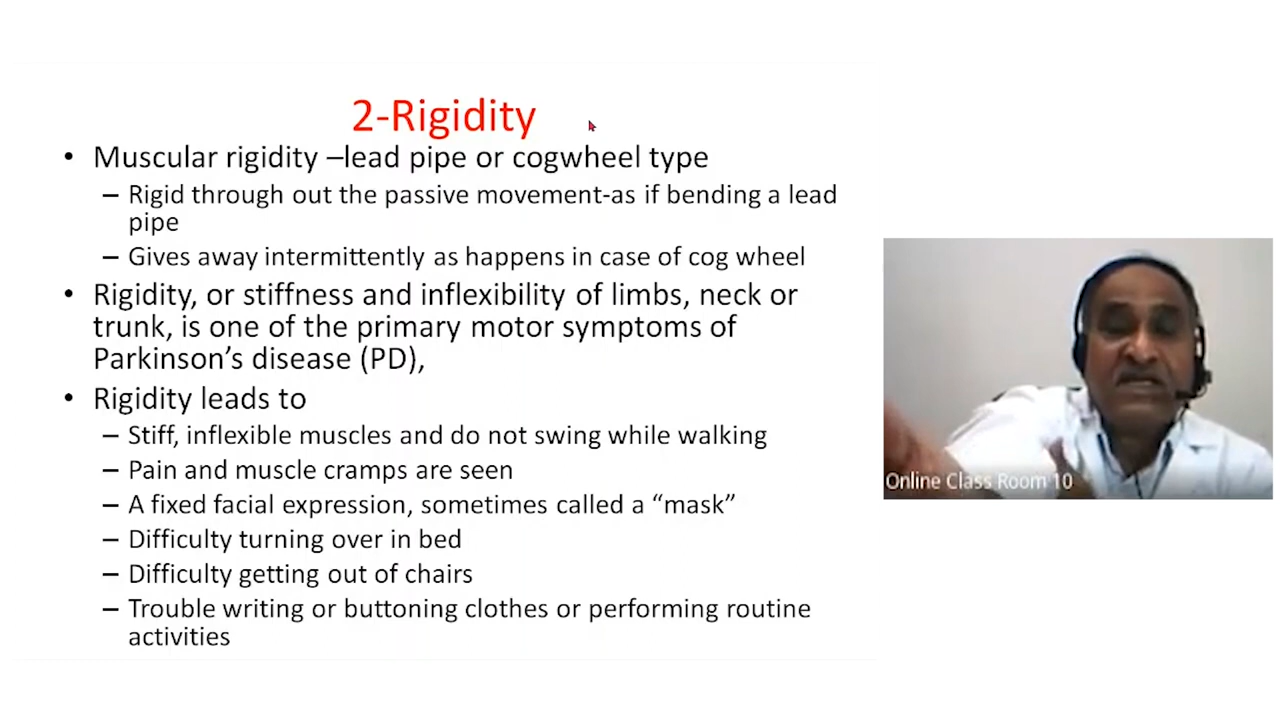 2-Rigidity
• Muscular rigidity –lead pipe or cogwheel type
– Rigid through out the passive movement-as if bending a lead
pipe
– Gives away intermittently as happens in case of cog wheel
• Rigidity, or stiffness and inflexibility of limbs, neck or
trunk, is one of the primary motor symptoms of
Parkinson’s disease (PD),
• Rigidity leads to
– Stiff, inflexible muscles and do not swing while walking
– Pain and muscle cramps are seen
– A fixed facial expression, sometimes called a “mask”
– Difficulty turning over in bed
– Difficulty getting out of chairs
– Trouble writing or buttoning clothes or performing routine
activities
Online Class Room 10